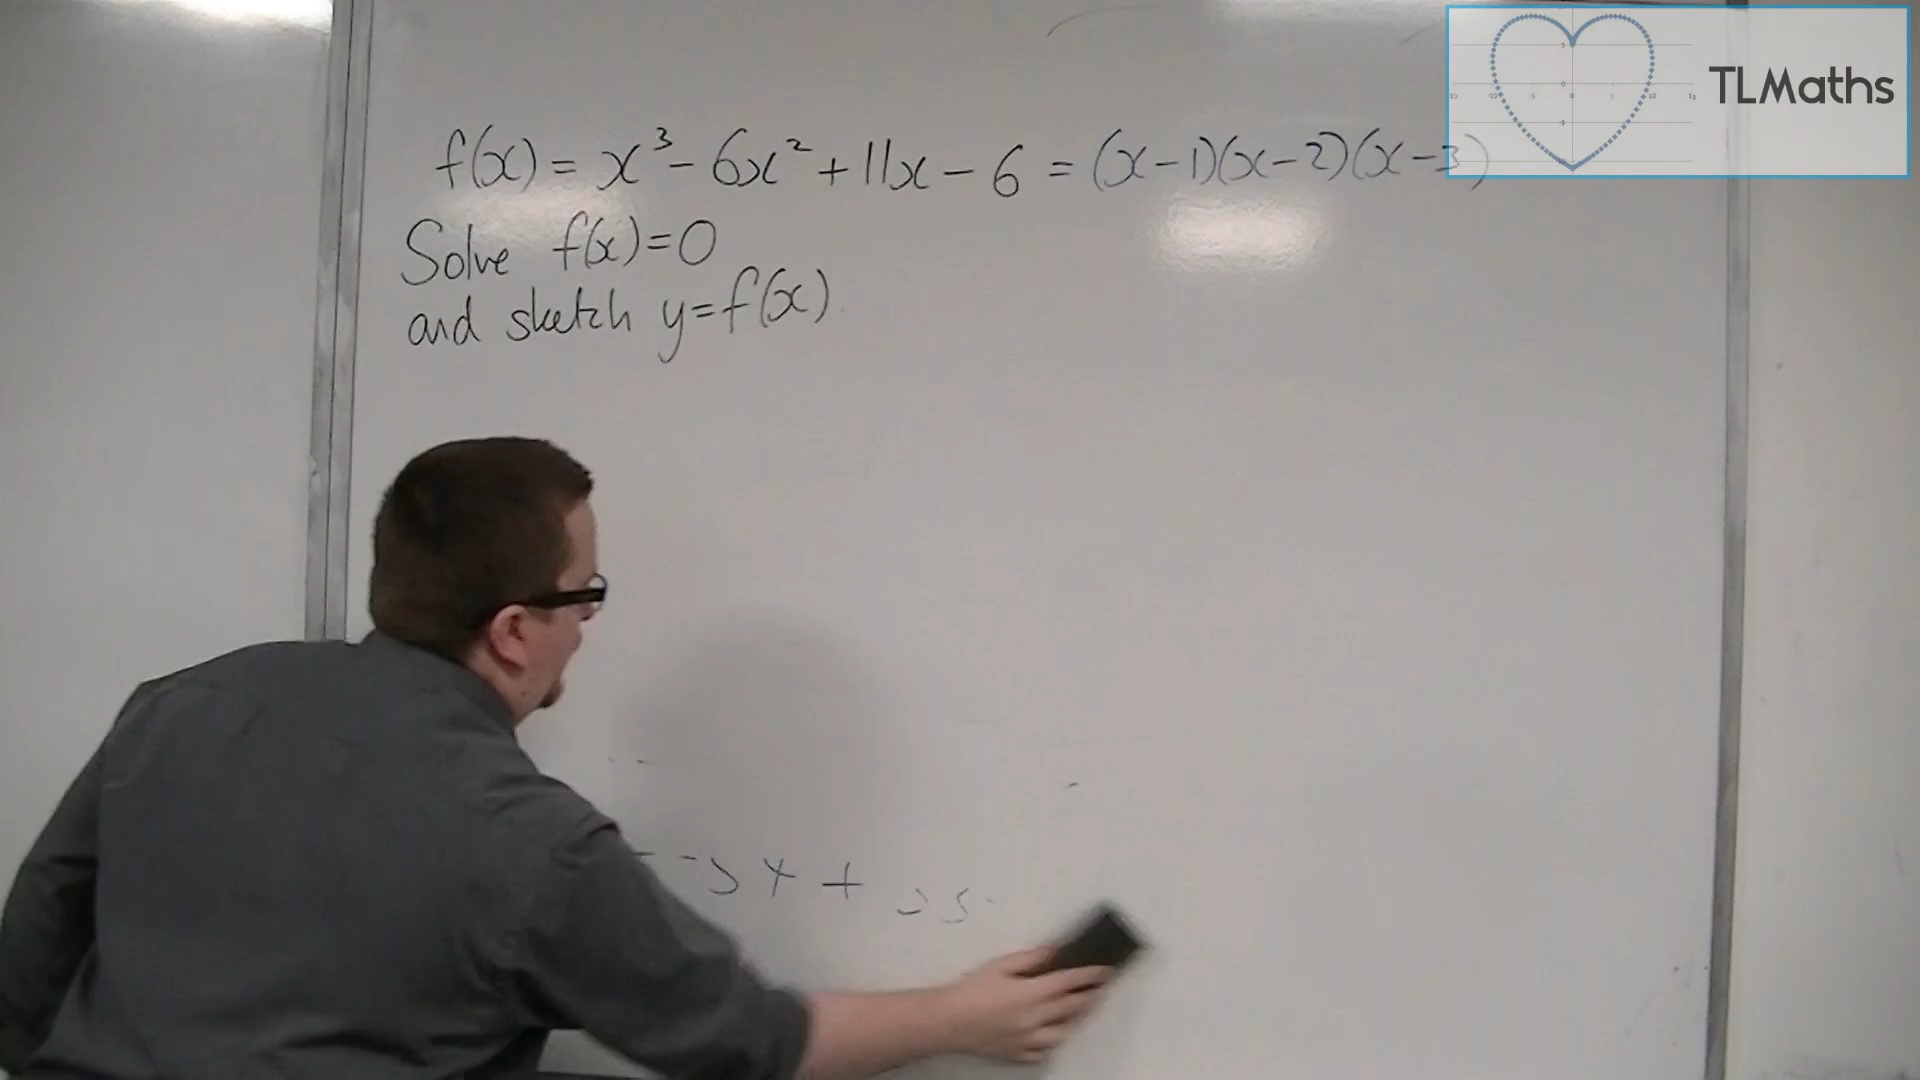 TLMaths
f(x) = x³ - 6x² + 11x - 6 = (x-1)(x-2)(x-3)
Solve f(x)=0
and sketch y=f(x)